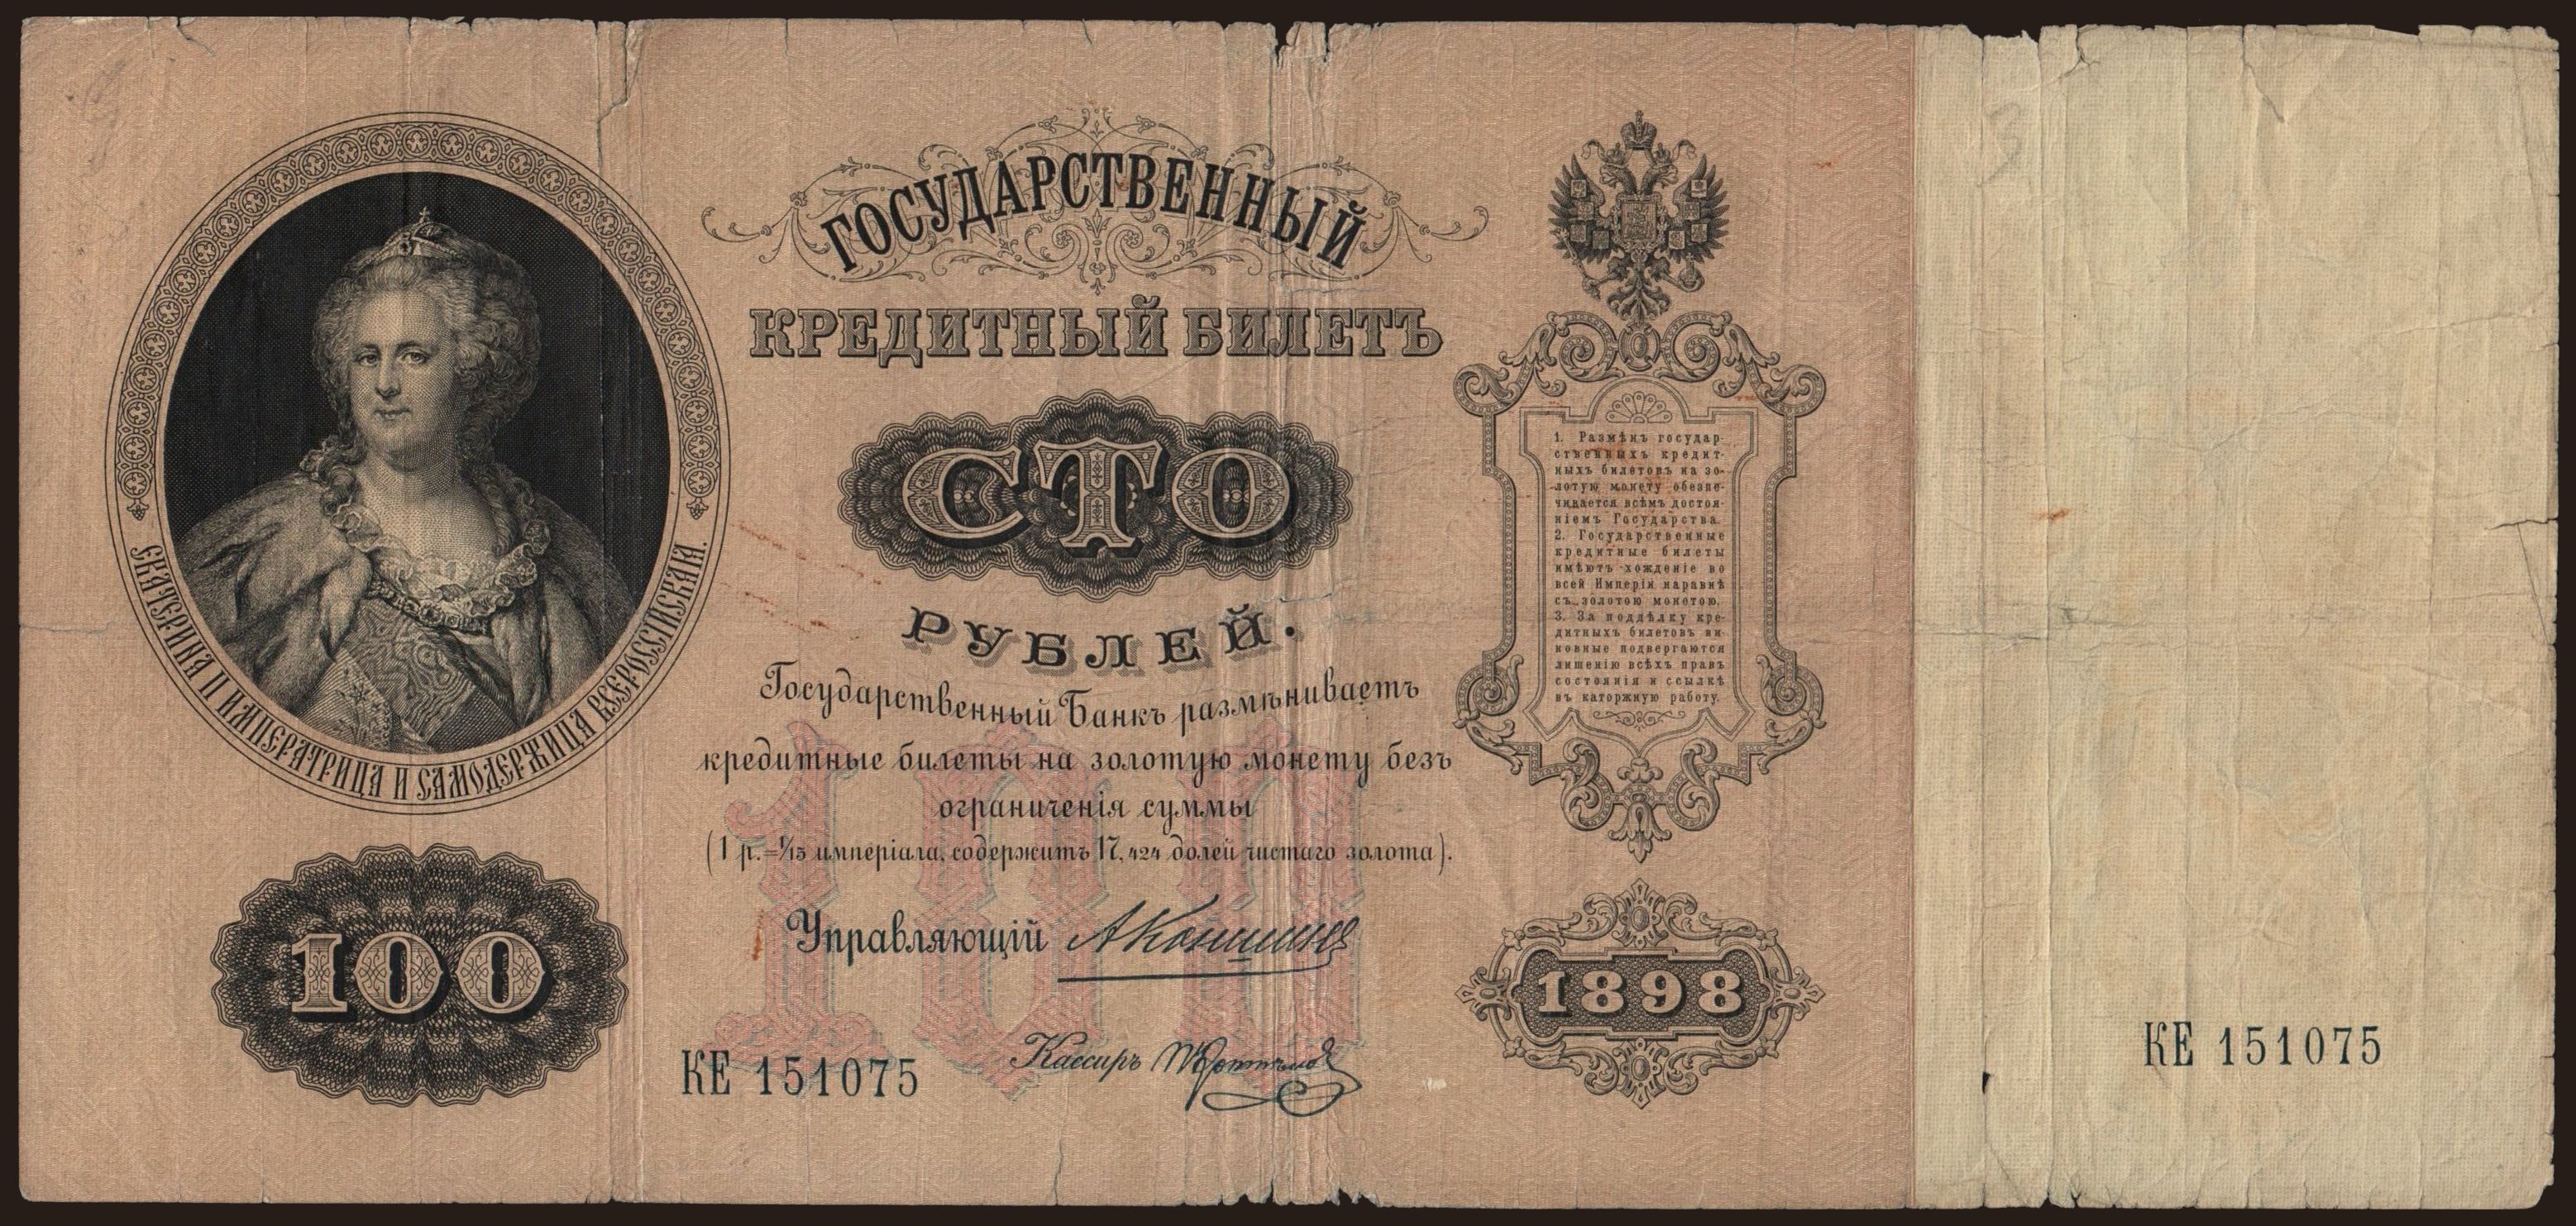 ГОСУДАРСТВЕННЫЙ
КРЕДИТНЫЙ БИЛЕТЪ
СТО
РУБЛЕЙ.
Государственный Банкъ размѣниваетъ
кредитные билеты на золотую монету безъ
ограниченія суммы
(1 р.=1/15 имперіала, содержитъ 17,424 долей чистаго золота).
Управляющій АКоншинъ
Кассиръ
КЕ 151075
ЕКАТЕРИНА II ИМПЕРАТРИЦА И САМОДЕРЖИЦА ВСЕРОССІЙСКАЯ.
100
100
1. Размѣнъ государ-
ственныхъ кредит-
ныхъ билетовъ на зо-
лотую монету обезпе-
чивается всѣмъ достоя-
ніемъ Государства.
2. Государственные
кредитные билеты
имѣютъ хожденіе во
всей Имперіи наравнѣ
съ золотою монетою.
3. За поддѣлку кре-
дитныхъ билетовъ ви-
новные подвергаются
лишенію всѣхъ правъ
состоянія и ссылкѣ
въ каторжную работу.
1898
КЕ 151075